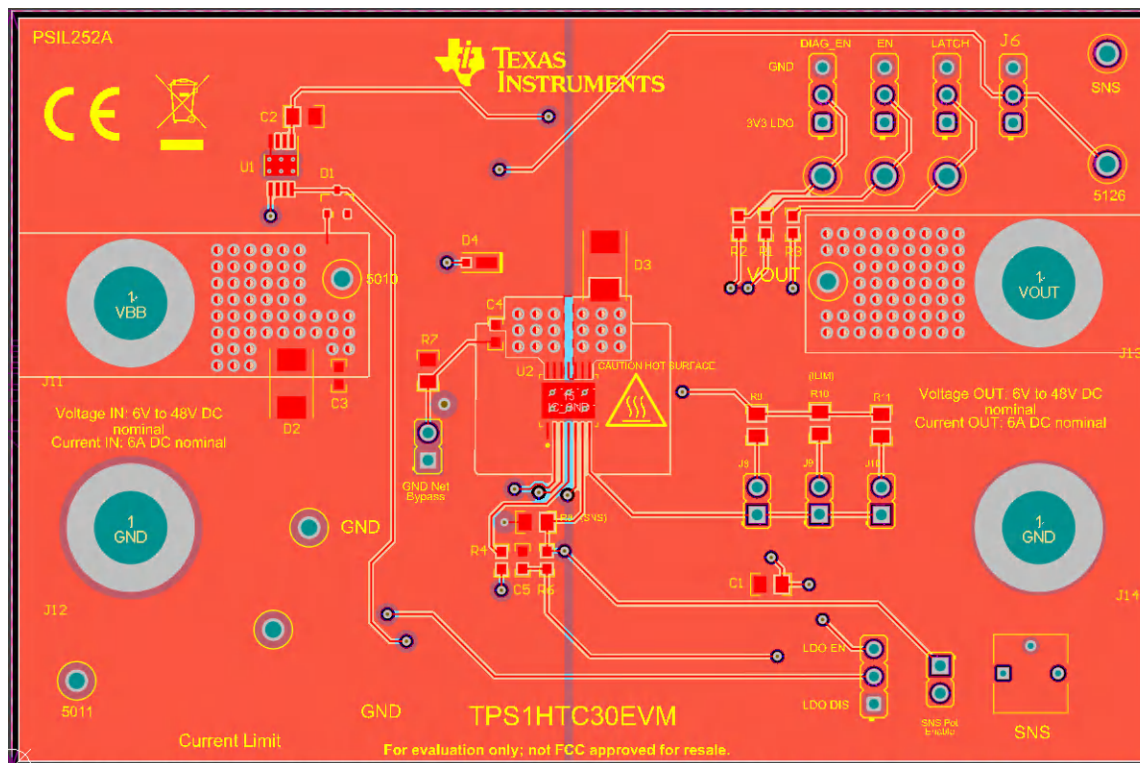 PSIL252A
TEXAS
INSTRUMENTS
DIAG_EN
EN
LATCH
J6
GND
3V3 LDO
SNS
5126
CE
C2
U1
D1
D4
D3
R2
R1
R3
VOUT
5010
1
VBB
1
VOUT
J11
J13
C4
R7
U2
CAUTION HOT SURFACE
C3
D2
Voltage IN: 6V to 48V DC
nominal
Current IN: 6A DC nominal
(ILIM)
R9
R10
R11
Voltage OUT: 6V to 48V DC
nominal
Current OUT: 6A DC nominal
J8
J9
J10
GND Net
Bypass
1
GND
GND
1
GND
(SNS)
R4
C5
R6
C1
J12
J14
LDO EN
LDO DIS
SNS Pot
Enable
SNS
5011
GND
TPS1HTC30EVM
Current Limit
For evaluation only; not FCC approved for resale.